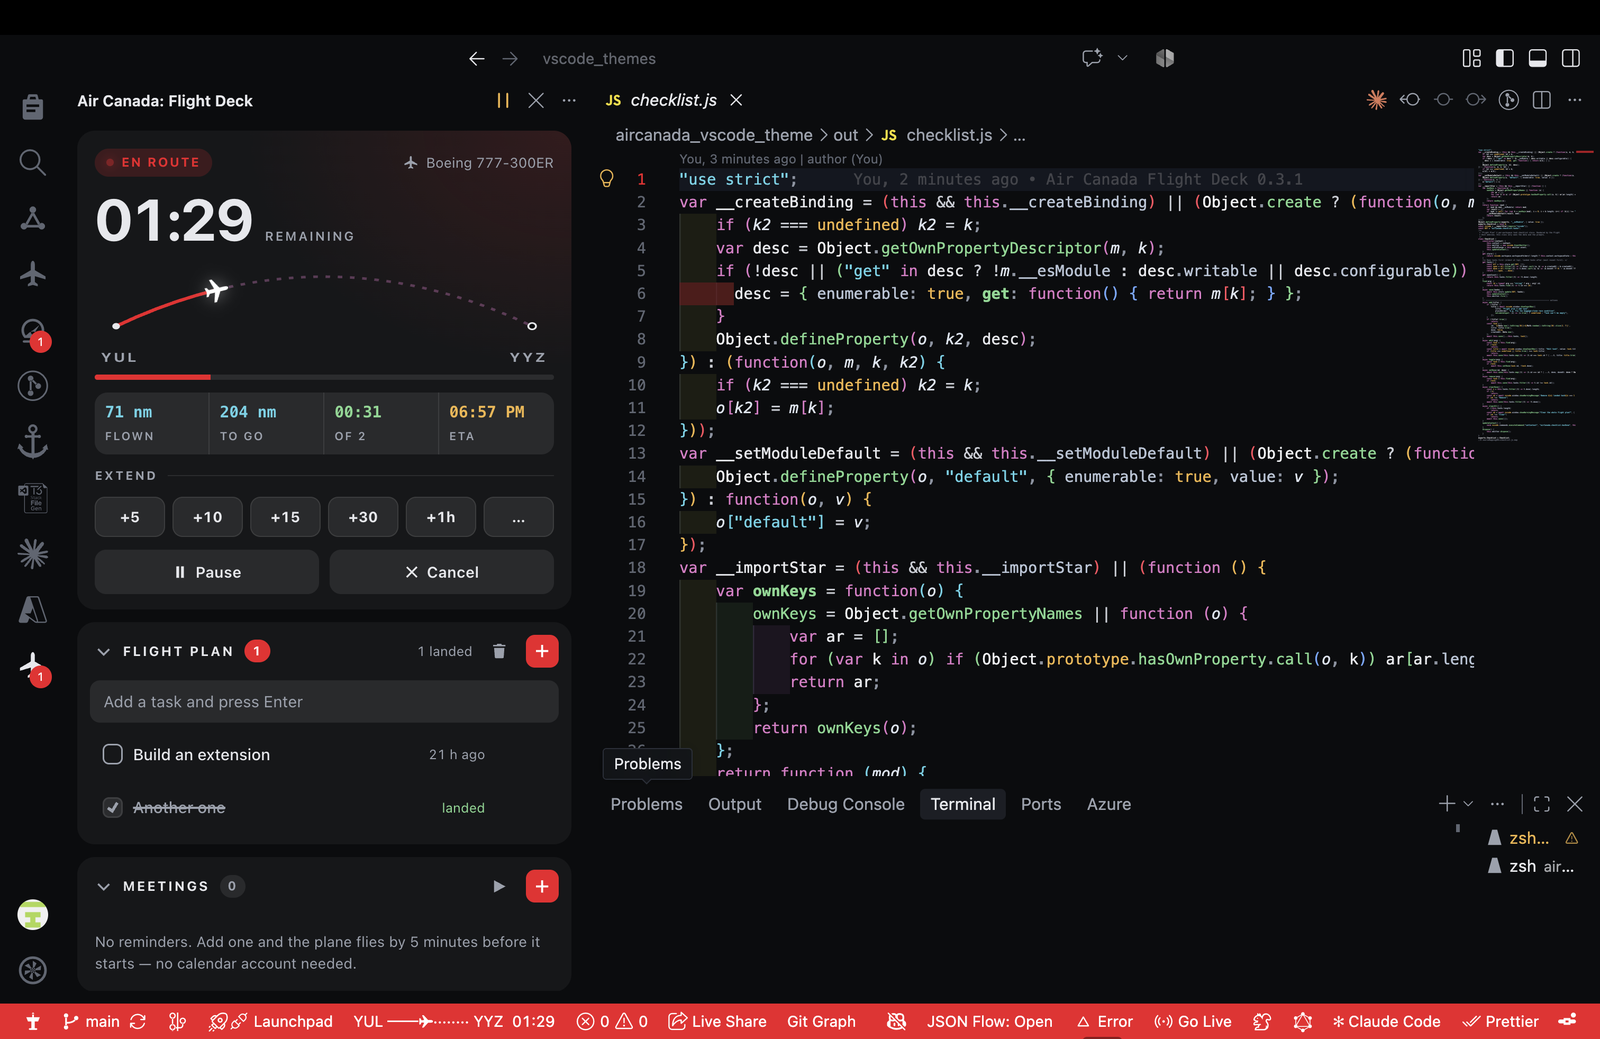 vscode_themes
Air Canada: Flight Deck
EN ROUTE
Boeing 777-300ER
01:29 REMAINING
YUL
YYZ
71 nm
FLOWN
204 nm
TO GO
00:31
OF 2
06:57 PM
ETA
EXTEND
+5
+10
+15
+30
+1h
...
Pause
Cancel
FLIGHT PLAN 1
1 landed
Add a task and press Enter
Build an extension
21 h ago
Another one
landed
MEETINGS 0
No reminders. Add one and the plane flies by 5 minutes before it
starts — no calendar account needed.
1
1
JS checklist.js
aircanada_vscode_theme > out > JS checklist.js > ...
You, 3 minutes ago | author (You)
1 "use strict"; You, 2 minutes ago • Air Canada Flight Deck 0.3.1
2 var __createBinding = (this && this.__createBinding) || (Object.create ? (function(o, m
3 if (k2 === undefined) k2 = k;
4 var desc = Object.getOwnPropertyDescriptor(m, k);
5 if (!desc || ("get" in desc ? !m.__esModule : desc.writable || desc.configurable))
6 desc = { enumerable: true, get: function() { return m[k]; } };
7 }
8 Object.defineProperty(o, k2, desc);
9 }) : (function(o, m, k, k2) {
10 if (k2 === undefined) k2 = k;
11 o[k2] = m[k];
12 }));
13 var __setModuleDefault = (this && this.__setModuleDefault) || (Object.create ? (functio
14 Object.defineProperty(o, "default", { enumerable: true, value: v });
15 }) : function(o, v) {
16 o["default"] = v;
17 });
18 var __importStar = (this && this.__importStar) || (function () {
19 var ownKeys = function(o) {
20 ownKeys = Object.getOwnPropertyNames || function (o) {
21 var ar = [];
22 for (var k in o) if (Object.prototype.hasOwnProperty.call(o, k)) ar[ar.leng
23 return ar;
24 };
25 return ownKeys(o);
26 };
return function (mod) {
Problems
Problems
Output
Debug Console
Terminal
Ports
Azure
zsh...
zsh air...
main
Launchpad
YUL YYZ 01:29
0 0
Live Share
Git Graph
JSON Flow: Open
Error
Go Live
Claude Code
Prettier